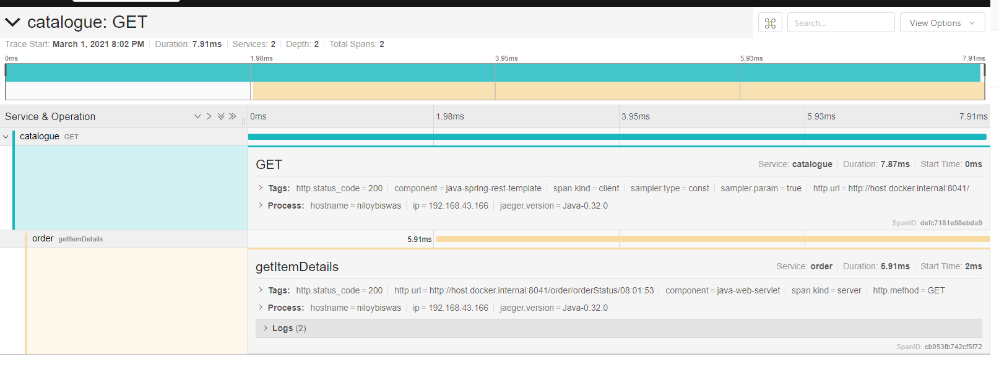 catalogue: GET
Search...
View Options
Trace Start: March 1, 2021 8:02 PM Duration: 7.91ms Services: 2 Depth: 2 Total Spans: 2
0ms 1.98ms 3.95ms 5.93ms 7.91ms
Service & Operation 0ms 1.98ms 3.95ms 5.93ms 7.91ms
catalogue GET
GET Service: catalogue Duration: 7.87ms Start Time: 0ms
Tags: http.status_code = 200 component = java-spring-rest-template span.kind = client sampler.type = const sampler.param = true http.url = http://host.docker.internal:8041/...
Process: hostname = niloybiswas ip = 192.168.43.166 jaeger.version = Java-0.32.0
SpanID: defc7181e98ebda9
order getItemDetails 5.91ms
getItemDetails Service: order Duration: 5.91ms Start Time: 2ms
Tags: http.status_code = 200 http.url = http://host.docker.internal:8041/order/orderStatus/08:01:53 component = java-web-servlet span.kind = server http.method = GET
Process: hostname = niloybiswas ip = 192.168.43.166 jaeger.version = Java-0.32.0
Logs (2)
SpanID: cb053fb742cf5f72